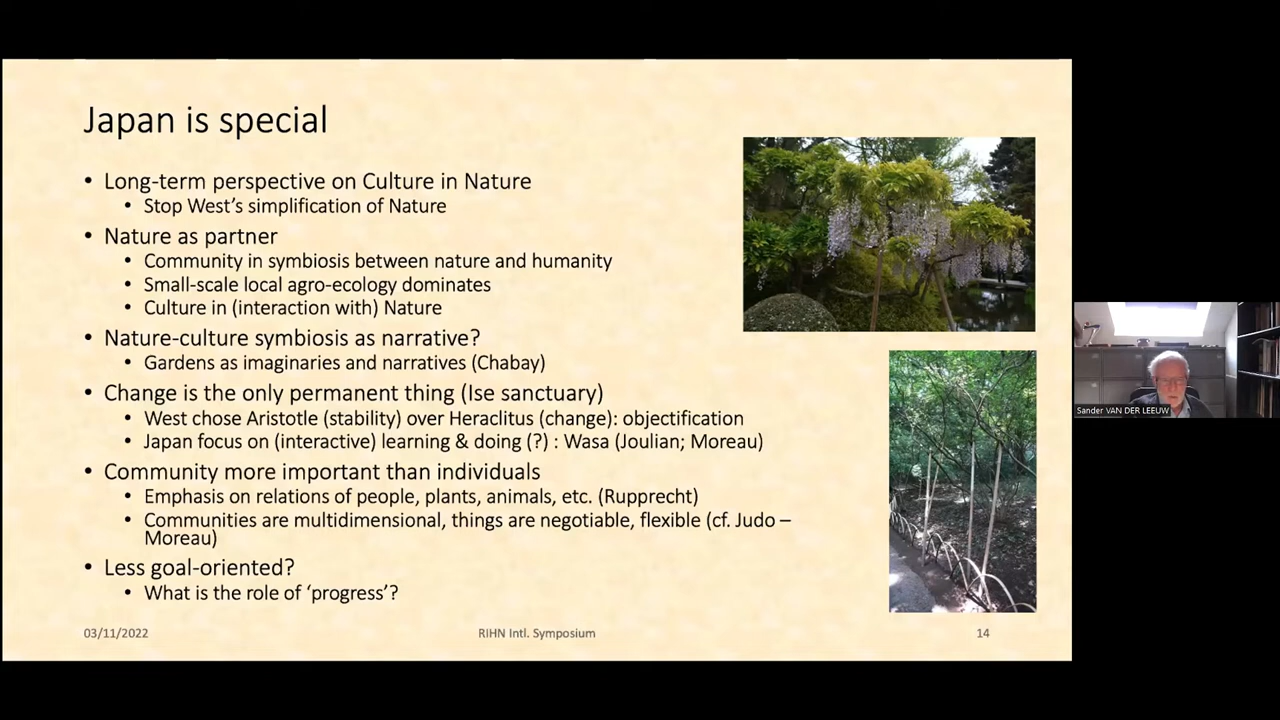 Japan is special
• Long-term perspective on Culture in Nature
• Stop West's simplification of Nature
• Nature as partner
• Community in symbiosis between nature and humanity
• Small-scale local agro-ecology dominates
• Culture in (interaction with) Nature
• Nature-culture symbiosis as narrative?
• Gardens as imaginaries and narratives (Chabay)
• Change is the only permanent thing (Ise sanctuary)
• West chose Aristotle (stability) over Heraclitus (change): objectification
• Japan focus on (interactive) learning & doing (?) : Wasa (Joulian; Moreau)
• Community more important than individuals
• Emphasis on relations of people, plants, animals, etc. (Rupprecht)
• Communities are multidimensional, things are negotiable, flexible (cf. Judo –
Moreau)
• Less goal-oriented?
• What is the role of 'progress'?
03/11/2022
RIHN Intl. Symposium
14
Sander VAN DER LEEUW